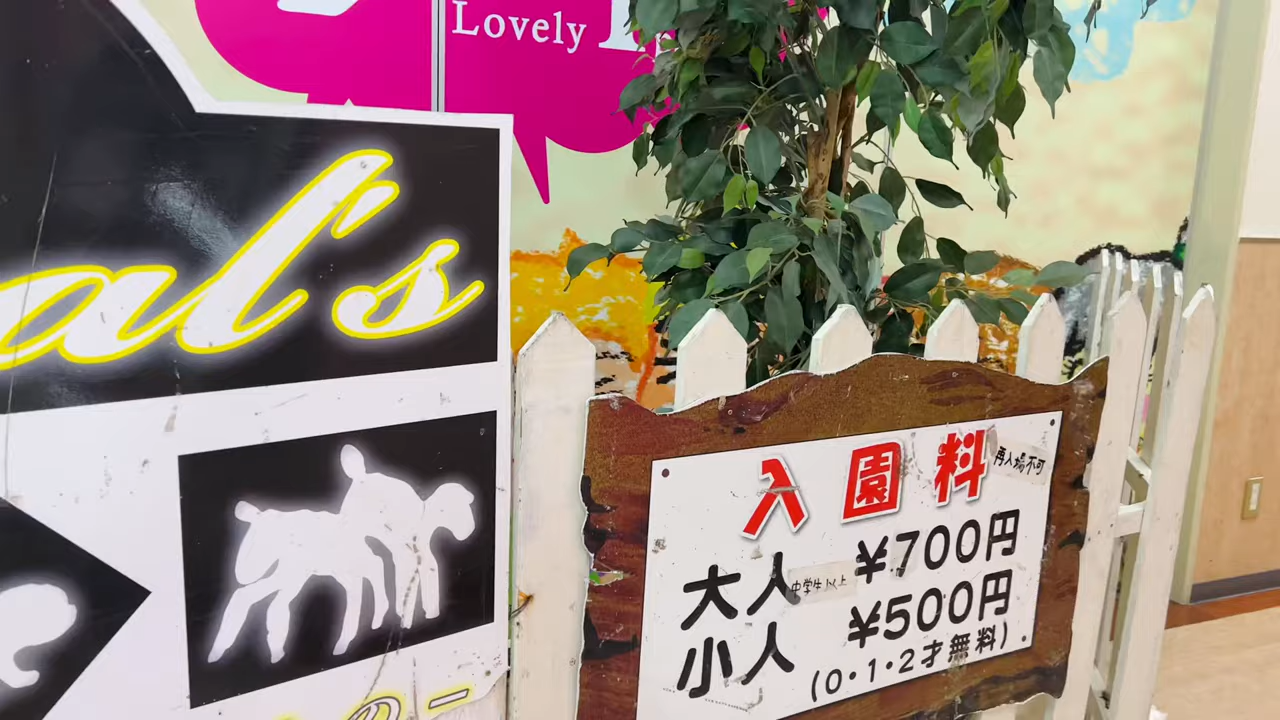 Lovely
al's
入園料 再入場不可
大人 中学生以上 ¥700円
小人 ¥500円
(0・1・2才無料)